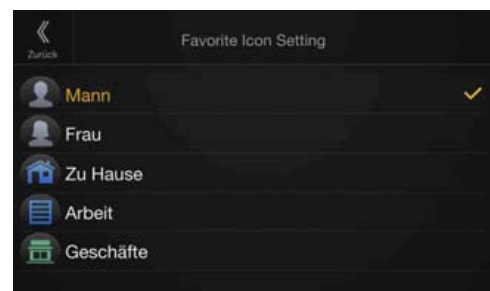 Favorite Icon Setting
Zurück
Mann
Frau
Zu Hause
Arbeit
Geschäfte